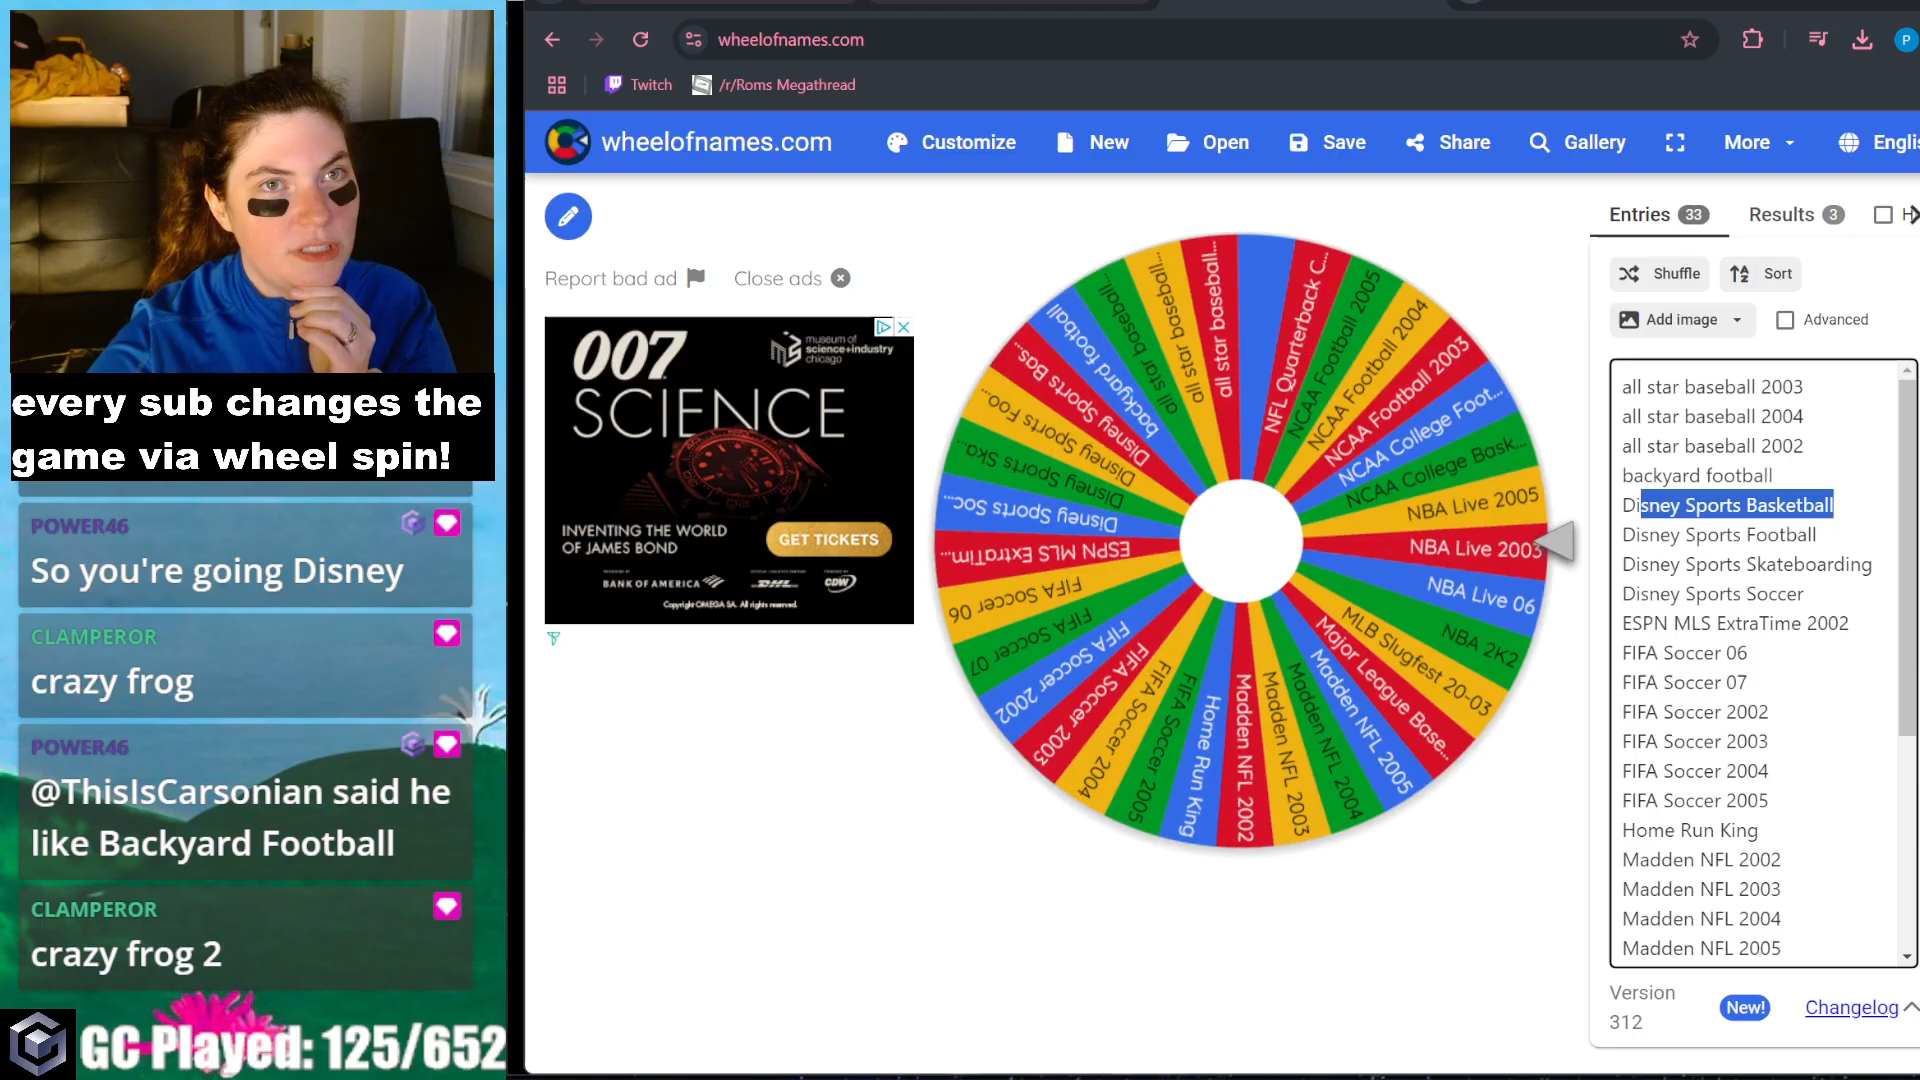 every sub changes the
game via wheel spin!
POWER46
So you're going Disney
CLAMPEROR
crazy frog
POWER46
@ThisIsCarsonian said he
like Backyard Football
CLAMPEROR
crazy frog 2
GC Played: 125/652
wheelofnames.com
P
Twitch
/r/Roms Megathread
wheelofnames.com
Customize
New
Open
Save
Share
Gallery
More
Engli
Report bad ad
Close ads
007
SCIENCE
museum of
science+industry
chicago
INVENTING THE WORLD
OF JAMES BOND
GET TICKETS
POWERED BY
BANK OF AMERICA
DHL
CDW
Copyright OMEGA SA. All rights reserved.
all star baseball...
NFL Quarterback C...
NCAA Football 2005
NCAA Football 2004
NCAA Football 2003
NCAA College Foot...
NCAA College Bask...
NBA Live 2005
NBA Live 2003
NBA Live 06
NBA 2K2
MLB Slugfest 20-03
Major League Base...
Madden NFL 2005
Madden NFL 2004
Madden NFL 2003
Madden NFL 2002
Home Run King
FIFA Soccer 2005
FIFA Soccer 2004
FIFA Soccer 2003
FIFA Soccer 2002
FIFA Soccer 07
FIFA Soccer 06
ESPN MLS ExtraTim...
Disney Sports Soc...
Disney Sports Ska...
Disney Sports Foo...
Disney Sports Bas...
backyard football
all star baseball...
all star baseball...
Entries 33
Results 3
H
Shuffle
Sort
Add image
Advanced
all star baseball 2003
all star baseball 2004
all star baseball 2002
backyard football
Disney Sports Basketball
Disney Sports Football
Disney Sports Skateboarding
Disney Sports Soccer
ESPN MLS ExtraTime 2002
FIFA Soccer 06
FIFA Soccer 07
FIFA Soccer 2002
FIFA Soccer 2003
FIFA Soccer 2004
FIFA Soccer 2005
Home Run King
Madden NFL 2002
Madden NFL 2003
Madden NFL 2004
Madden NFL 2005
Version
312
New!
Changelog